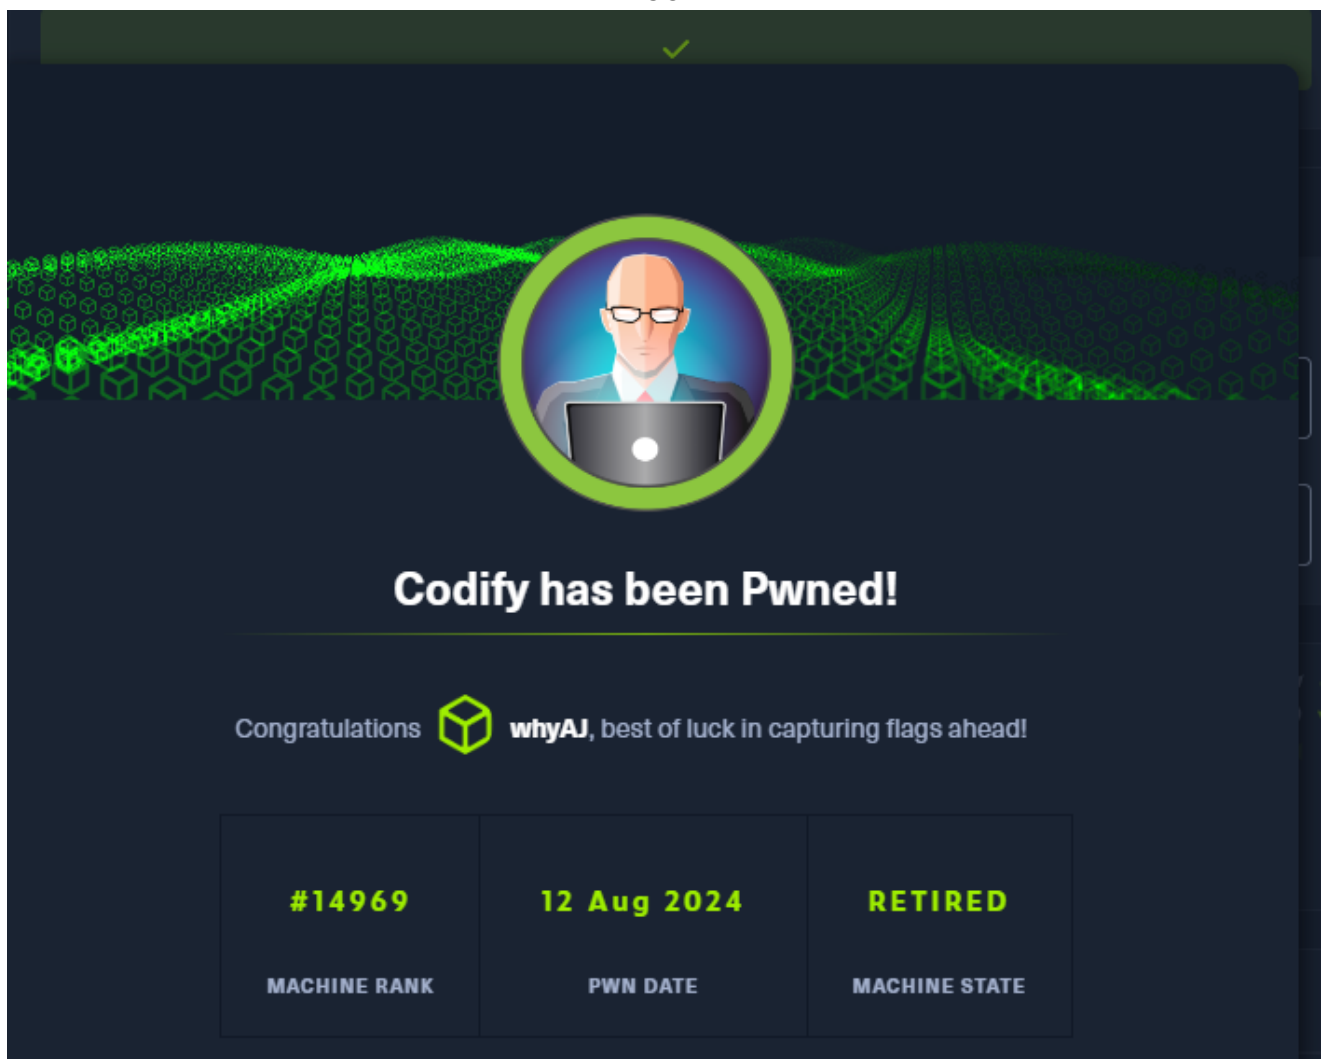 Codify has been Pwned!
Congratulations whyAJ, best of luck in capturing flags ahead!
#14969 12 Aug 2024 RETIRED
MACHINE RANK PWN DATE MACHINE STATE